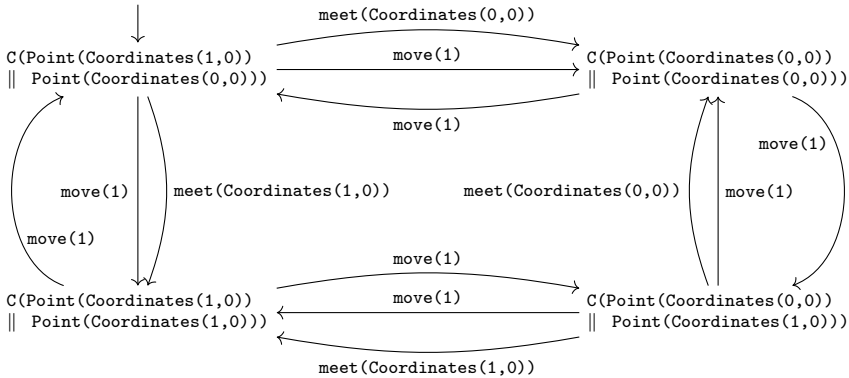 meet(Coordinates(0,0))
C(Point(Coordinates(1,0))
|| Point(Coordinates(0,0)))
move(1)
C(Point(Coordinates(0,0))
|| Point(Coordinates(0,0)))
move(1)
move(1)
move(1)
meet(Coordinates(1,0))
meet(Coordinates(0,0))
move(1)
move(1)
move(1)
C(Point(Coordinates(1,0))
|| Point(Coordinates(1,0)))
move(1)
C(Point(Coordinates(0,0))
|| Point(Coordinates(1,0)))
meet(Coordinates(1,0))